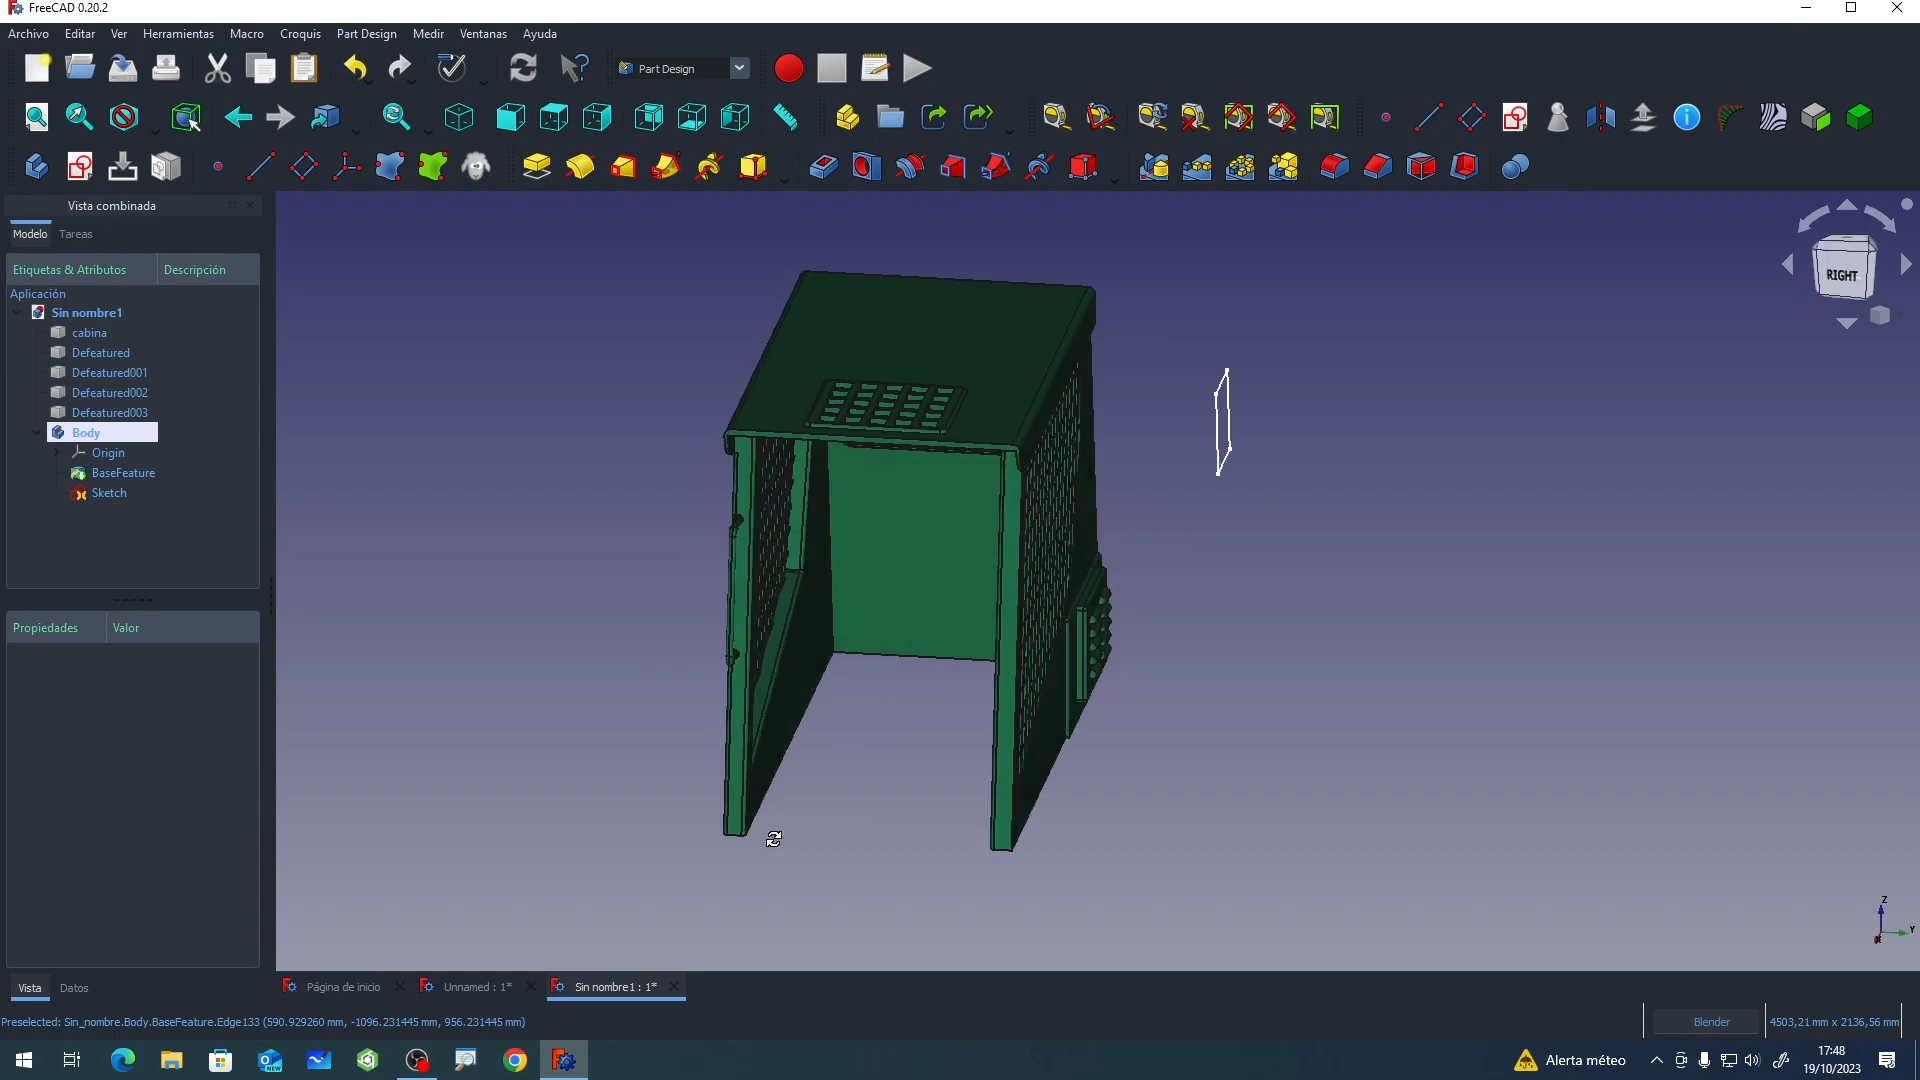 FreeCAD 0.20.2
Archivo Editar Ver Herramientas Macro Croquis Part Design Medir Ventanas Ayuda
Part Design
Vista combinada
Modelo Tareas
Etiquetas & Atributos Descripción
Aplicación
Sin nombre1
cabina
Defeatured
Defeatured001
Defeatured002
Defeatured003
Body
Origin
BaseFeature
Sketch
RIGHT
Propiedades Valor
Z
Y
X
Vista Datos
Página de inicio Unnamed : 1* Sin nombre1 : 1*
Preselected: Sin_nombre.Body.BaseFeature.Edge133 (590.929260 mm, -1096.231445 mm, 956.231445 mm)
Blender 4503,21 mm x 2136,56 mm
NEW
Alerta méteo
17:48
19/10/2023